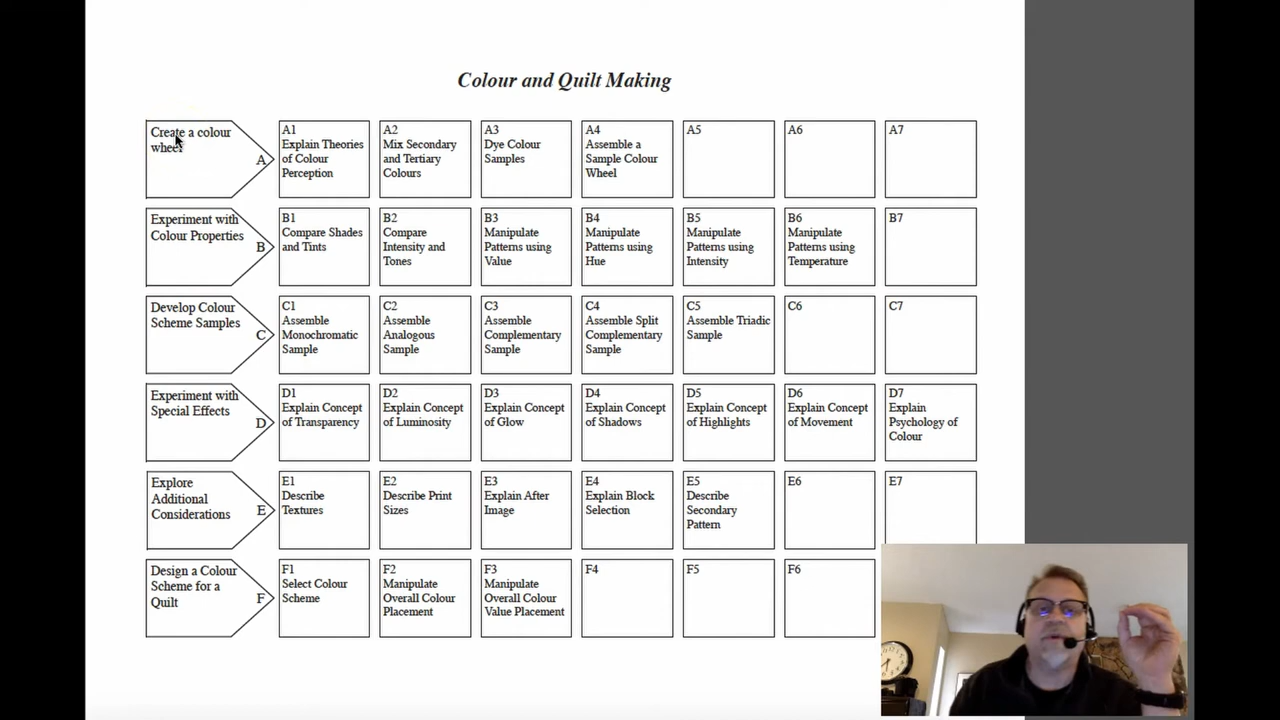 Colour and Quilt Making
Create a colour
wheel
A
A1
Explain Theories
of Colour
Perception
A2
Mix Secondary
and Tertiary
Colours
A3
Dye Colour
Samples
A4
Assemble a
Sample Colour
Wheel
A5
A6
A7
Experiment with
Colour Properties
B
B1
Compare Shades
and Tints
B2
Compare
Intensity and
Tones
B3
Manipulate
Patterns using
Value
B4
Manipulate
Patterns using
Hue
B5
Manipulate
Patterns using
Intensity
B6
Manipulate
Patterns using
Temperature
B7
Develop Colour
Scheme Samples
C
C1
Assemble
Monochromatic
Sample
C2
Assemble
Analogous
Sample
C3
Assemble
Complementary
Sample
C4
Assemble Split
Complementary
Sample
C5
Assemble Triadic
Sample
C6
C7
Experiment with
Special Effects
D
D1
Explain Concept
of Transparency
D2
Explain Concept
of Luminosity
D3
Explain Concept
of Glow
D4
Explain Concept
of Shadows
D5
Explain Concept
of Highlights
D6
Explain Concept
of Movement
D7
Explain
Psychology of
Colour
Explore
Additional
Considerations
E
E1
Describe
Textures
E2
Describe Print
Sizes
E3
Explain After
Image
E4
Explain Block
Selection
E5
Describe
Secondary
Pattern
E6
E7
Design a Colour
Scheme for a
Quilt
F
F1
Select Colour
Scheme
F2
Manipulate
Overall Colour
Placement
F3
Manipulate
Overall Colour
Value Placement
F4
F5
F6